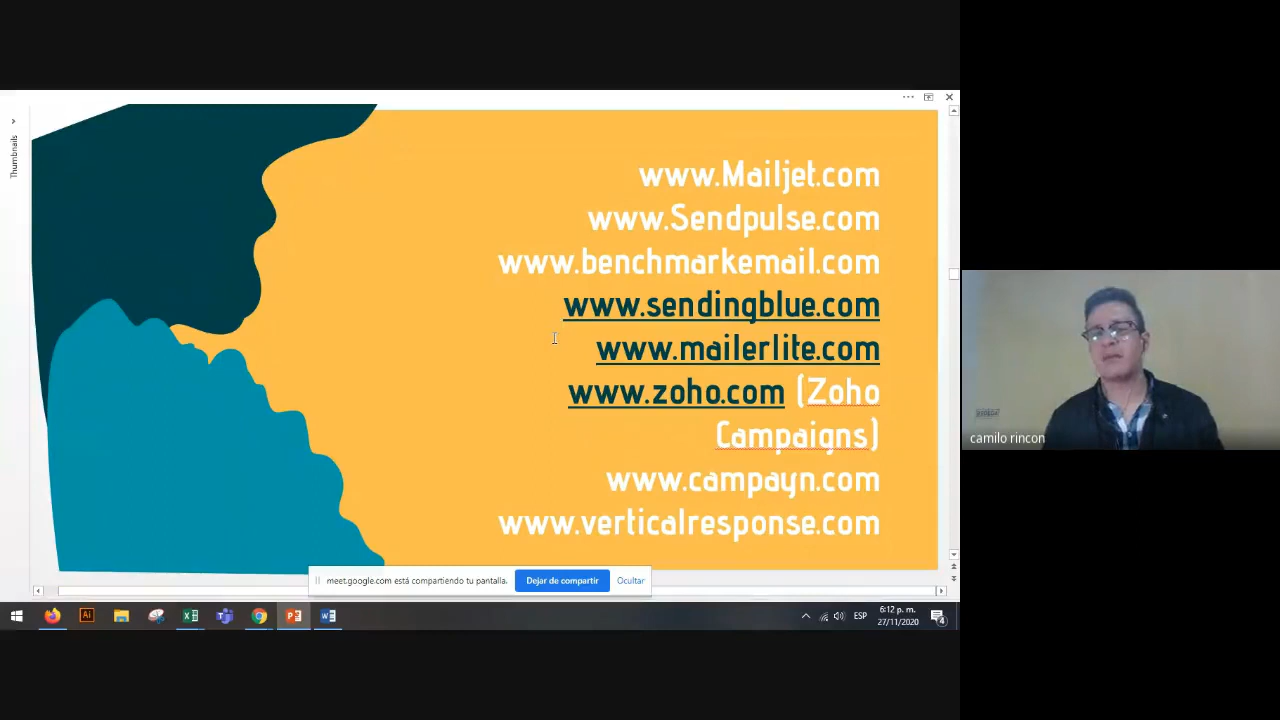 Thumbnails
www.Mailjet.com
www.Sendpulse.com
www.benchmarkemail.com
www.sendingblue.com
www.mailerlite.com
www.zoho.com (Zoho
Campaigns)
www.campayn.com
www.verticalresponse.com
camilo rincon
meet.google.com está compartiendo tu pantalla.
Dejar de compartir
Ocultar
Ai
ESP
6:12 p. m.
27/11/2020
4